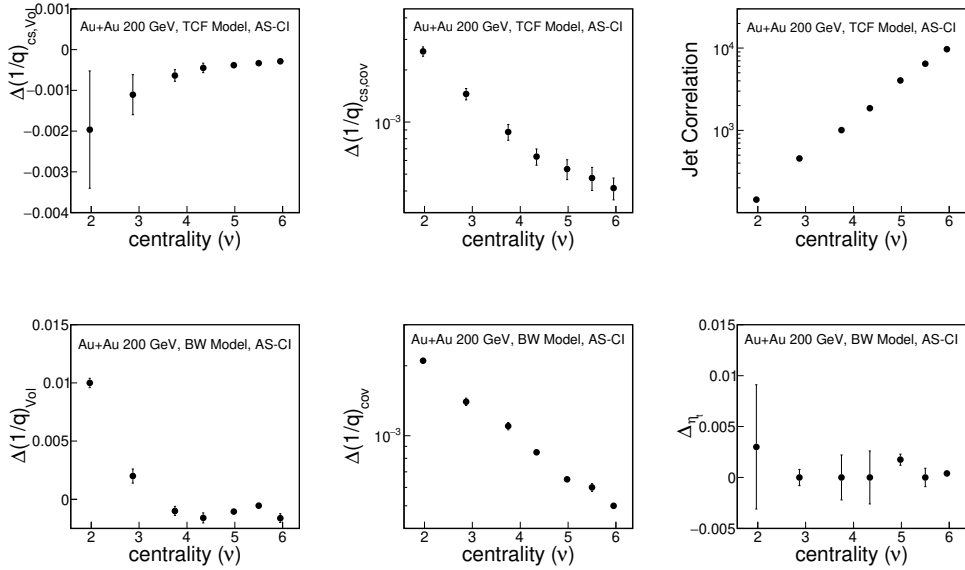 Au+Au 200 GeV, TCF Model, AS-CI
Δ(1/q)cs,Vol
0.001
0
−0.001
−0.002
−0.003
−0.004
2 3 4 5 6
centrality (ν)
Au+Au 200 GeV, TCF Model, AS-CI
Δ(1/q)cs,cov
10−3
2 3 4 5 6
centrality (ν)
Au+Au 200 GeV, TCF Model, AS-CI
Jet Correlation
104
103
2 3 4 5 6
centrality (ν)
Au+Au 200 GeV, BW Model, AS-CI
Δ(1/q)Vol
0.015
0.01
0.005
0
2 3 4 5 6
centrality (ν)
Au+Au 200 GeV, BW Model, AS-CI
Δ(1/q)cov
10−3
2 3 4 5 6
centrality (ν)
Au+Au 200 GeV, BW Model, AS-CI
Δηt
0.015
0.01
0.005
0
−0.005
2 3 4 5 6
centrality (ν)